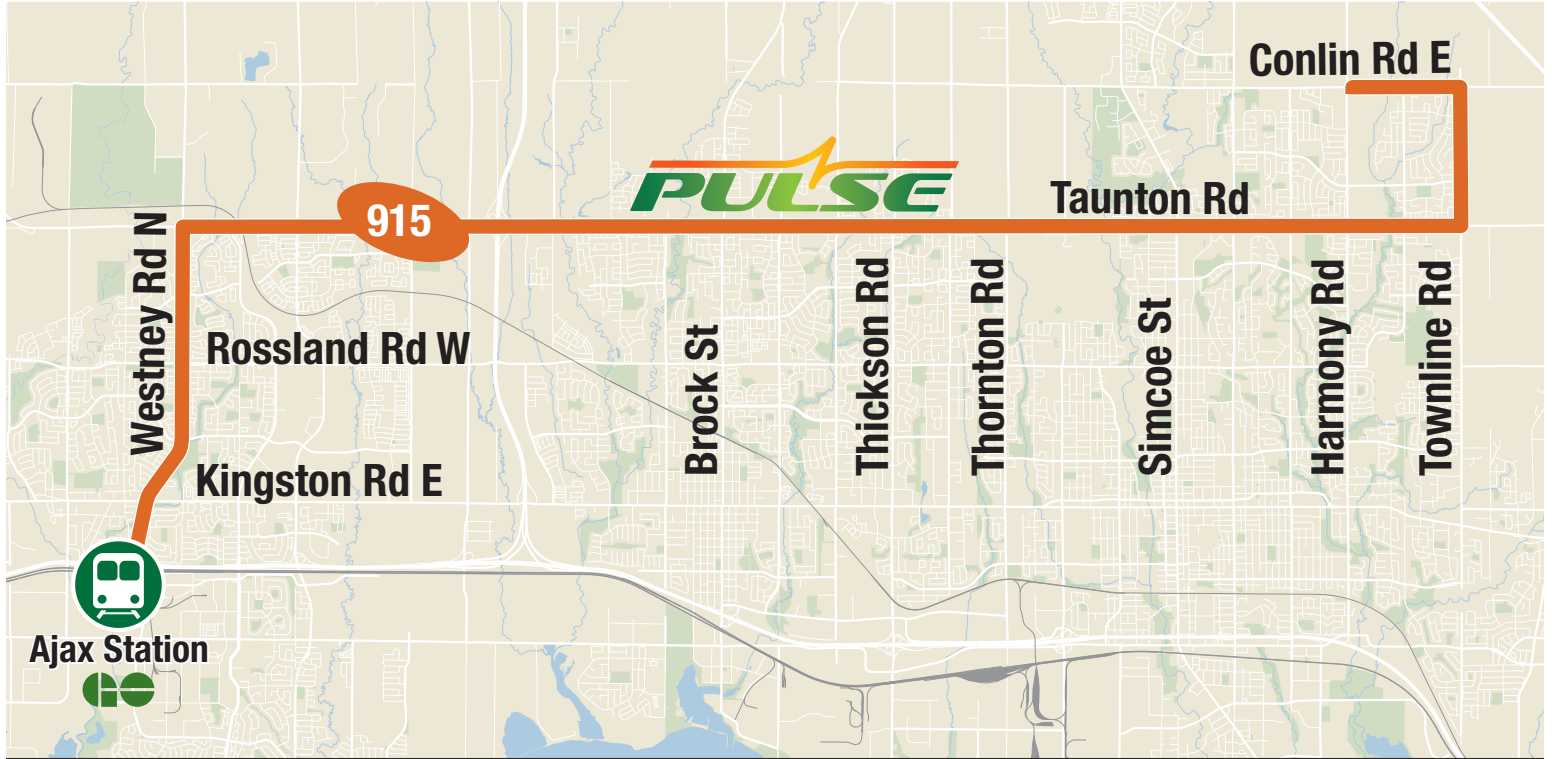 Conlin Rd E
PULSE
Taunton Rd
915
Westney Rd N
Rossland Rd W
Kingston Rd E
Brock St
Thickson Rd
Thornton Rd
Simcoe St
Harmony Rd
Townline Rd
Ajax Station
GO